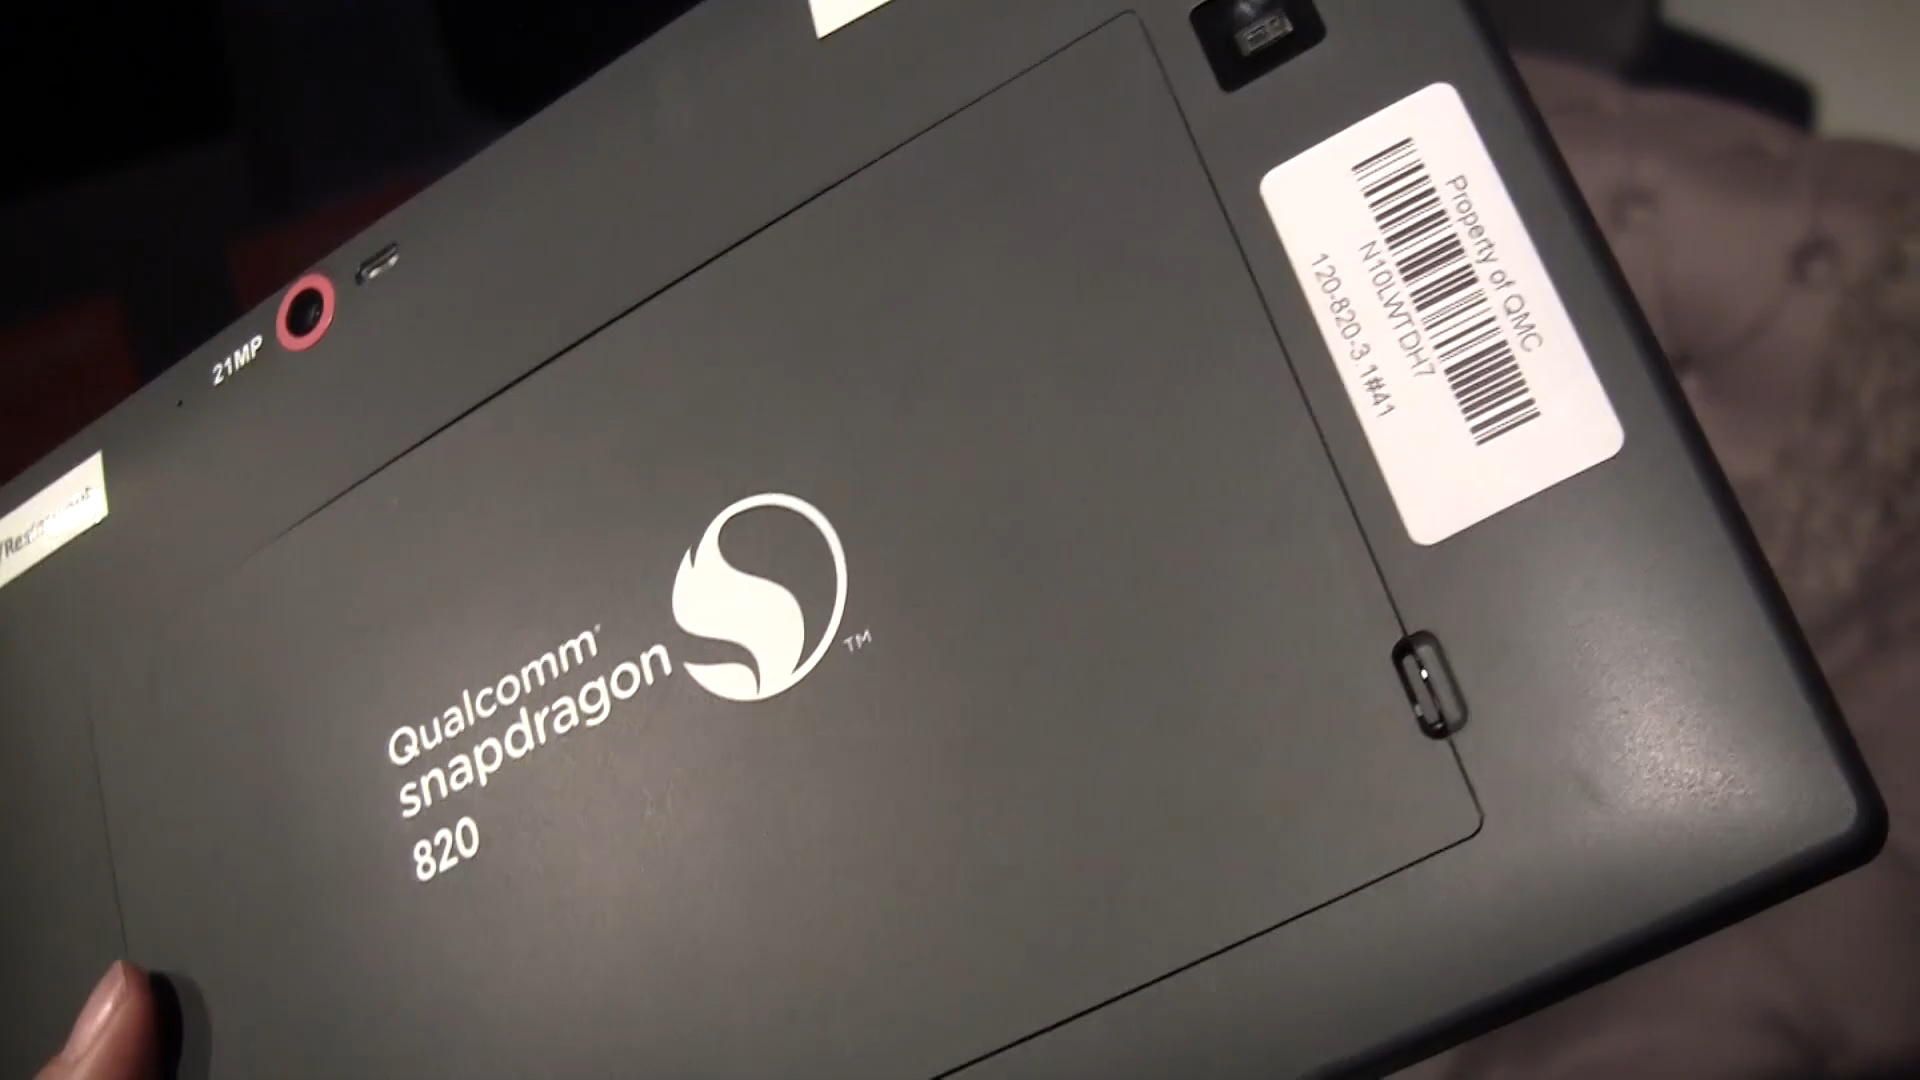 21MP
Qualcomm
snapdragon
™
820
Property of QMC
N10LWTDH7
120-820-3.1#41